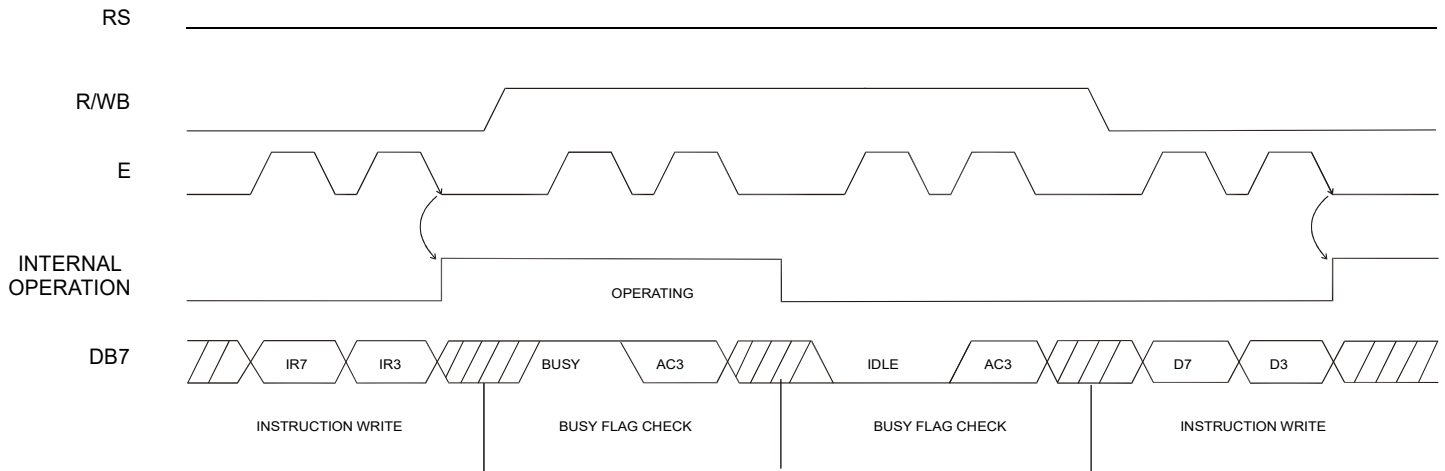 RS
R/WB
E
INTERNAL
OPERATION
OPERATING
DB7
IR7 IR3 BUSY AC3 IDLE AC3 D7 D3
INSTRUCTION WRITE BUSY FLAG CHECK BUSY FLAG CHECK INSTRUCTION WRITE